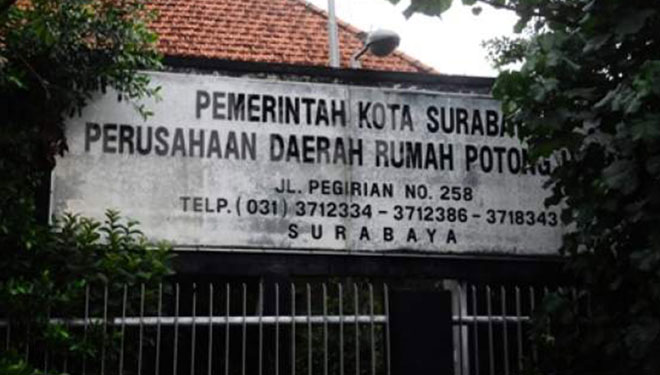 PEMERINTAH KOTA SURABA
PERUSAHAAN DAERAH RUMAH POTONG
JL. PEGIRIAN NO. 258
TELP. (031) 3712334 - 3712386 - 3718343
SURABAYA